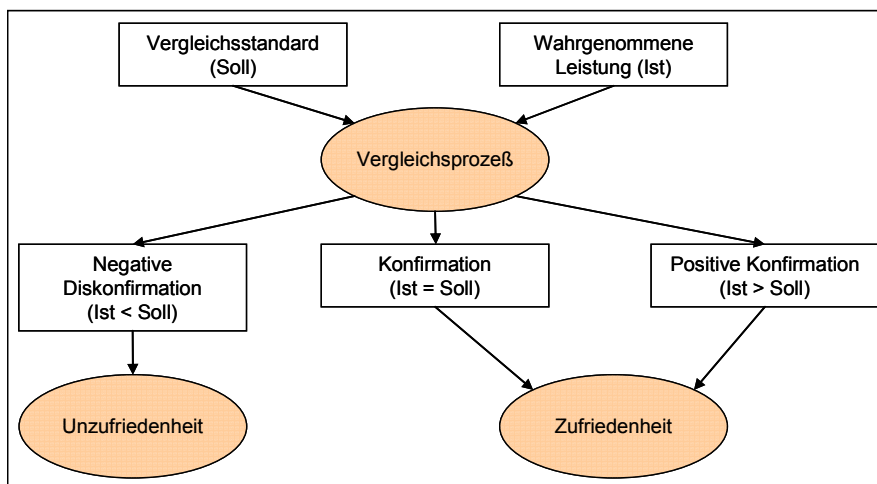 Vergleichsstandard
(Soll)
Wahrgenommene
Leistung (Ist)
Vergleichsprozeß
Negative
Diskonfirmation
(Ist < Soll)
Konfirmation
(Ist = Soll)
Positive Konfirmation
(Ist > Soll)
Unzufriedenheit
Zufriedenheit